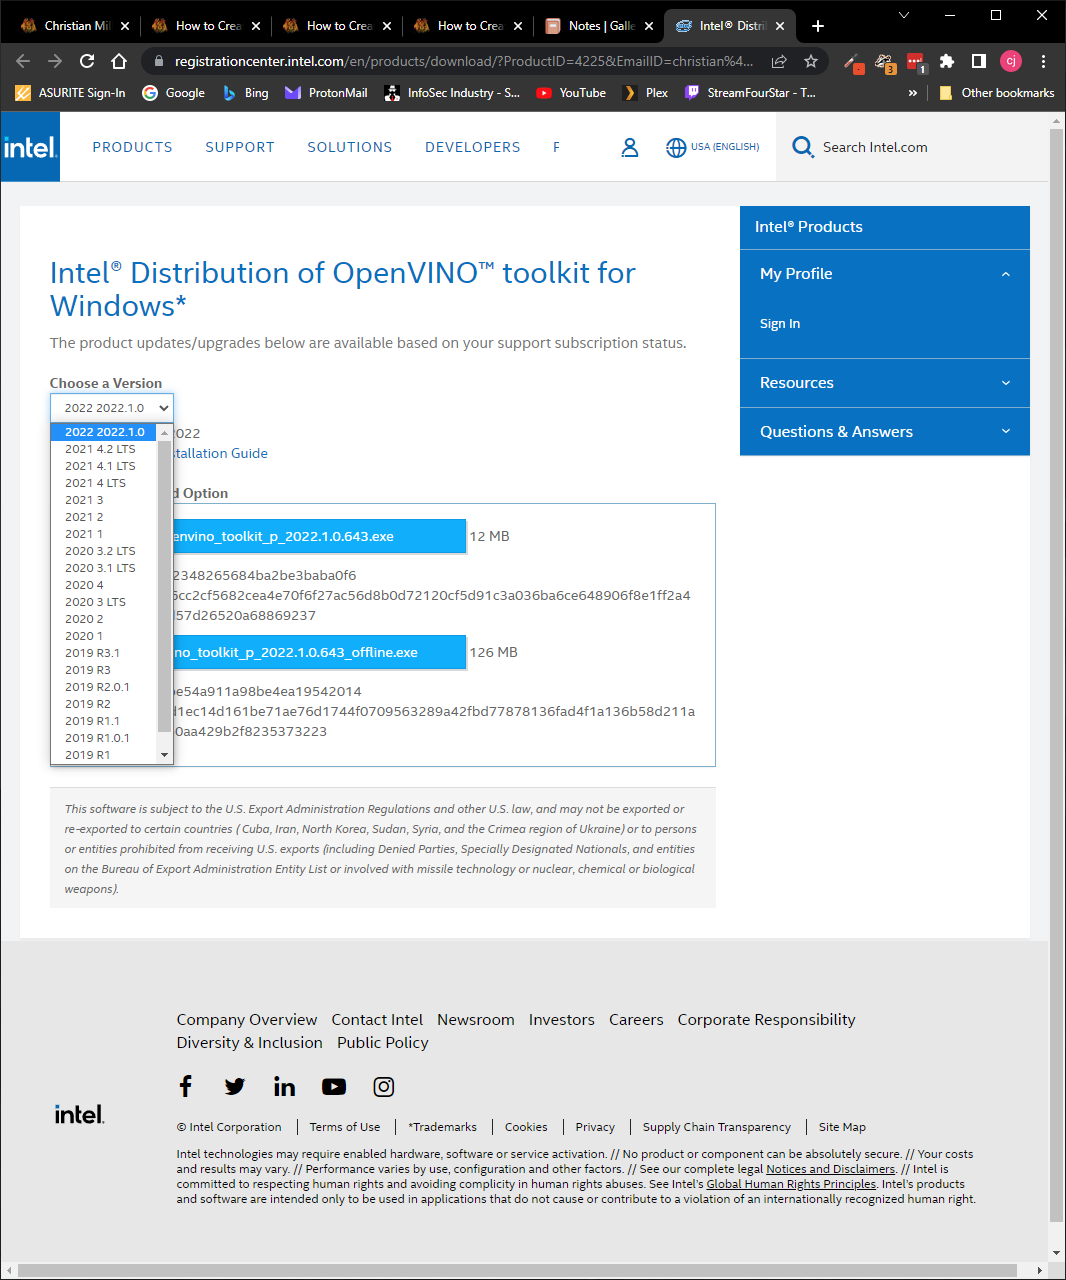 Christian Mil
How to Crea
How to Crea
How to Crea
Notes | Galle
Intel® Distri
registrationcenter.intel.com/en/products/download/?ProductID=4225&EmailID=christian%4...
3
1
cj
ASURITE Sign-In
Google
Bing
ProtonMail
InfoSec Industry - S...
YouTube
Plex
StreamFourStar - T...
»
Other bookmarks
intel.
PRODUCTS
SUPPORT
SOLUTIONS
DEVELOPERS
USA (ENGLISH)
Search Intel.com
Intel® Distribution of OpenVINO™ toolkit for
Windows*
The product updates/upgrades below are available based on your support subscription status.
Choose a Version
2022 2022.1.0
2022 2022.1.0
2021 4.2 LTS
2021 4.1 LTS
2021 4 LTS
2021 3
2021 2
2021 1
2020 3.2 LTS
2020 3.1 LTS
2020 4
2020 3 LTS
2020 2
2020 1
2019 R3.1
2019 R3
2019 R2.0.1
2019 R2
2019 R1.1
2019 R1.0.1
2019 R1
2022
tallation Guide
d Option
envino_toolkit_p_2022.1.0.643.exe
12 MB
2348265684ba2be3baba0f6
6cc2cf5682cea4e70f6f27ac56d8b0d72120cf5d91c3a036ba6ce648906f8e1ff2a4
57d26520a68869237
no_toolkit_p_2022.1.0.643_offline.exe
126 MB
e54a911a98be4ea19542014
d1ec14d161be71ae76d1744f0709563289a42fbd77878136fad4f1a136b58d211a
0aa429b2f8235373223
This software is subject to the U.S. Export Administration Regulations and other U.S. law, and may not be exported or
re-exported to certain countries ( Cuba, Iran, North Korea, Sudan, Syria, and the Crimea region of Ukraine) or to persons
or entities prohibited from receiving U.S. exports (including Denied Parties, Specially Designated Nationals, and entities
on the Bureau of Export Administration Entity List or involved with missile technology or nuclear, chemical or biological
weapons).
Intel® Products
My Profile
Sign In
Resources
Questions & Answers
Company Overview
Contact Intel
Newsroom
Investors
Careers
Corporate Responsibility
Diversity & Inclusion
Public Policy
intel.
© Intel Corporation
Terms of Use
*Trademarks
Cookies
Privacy
Supply Chain Transparency
Site Map
Intel technologies may require enabled hardware, software or service activation. // No product or component can be absolutely secure. // Your costs
and results may vary. // Performance varies by use, configuration and other factors. // See our complete legal Notices and Disclaimers. // Intel is
committed to respecting human rights and avoiding complicity in human rights abuses. See Intel's Global Human Rights Principles. Intel's products
and software are intended only to be used in applications that do not cause or contribute to a violation of an internationally recognized human right.